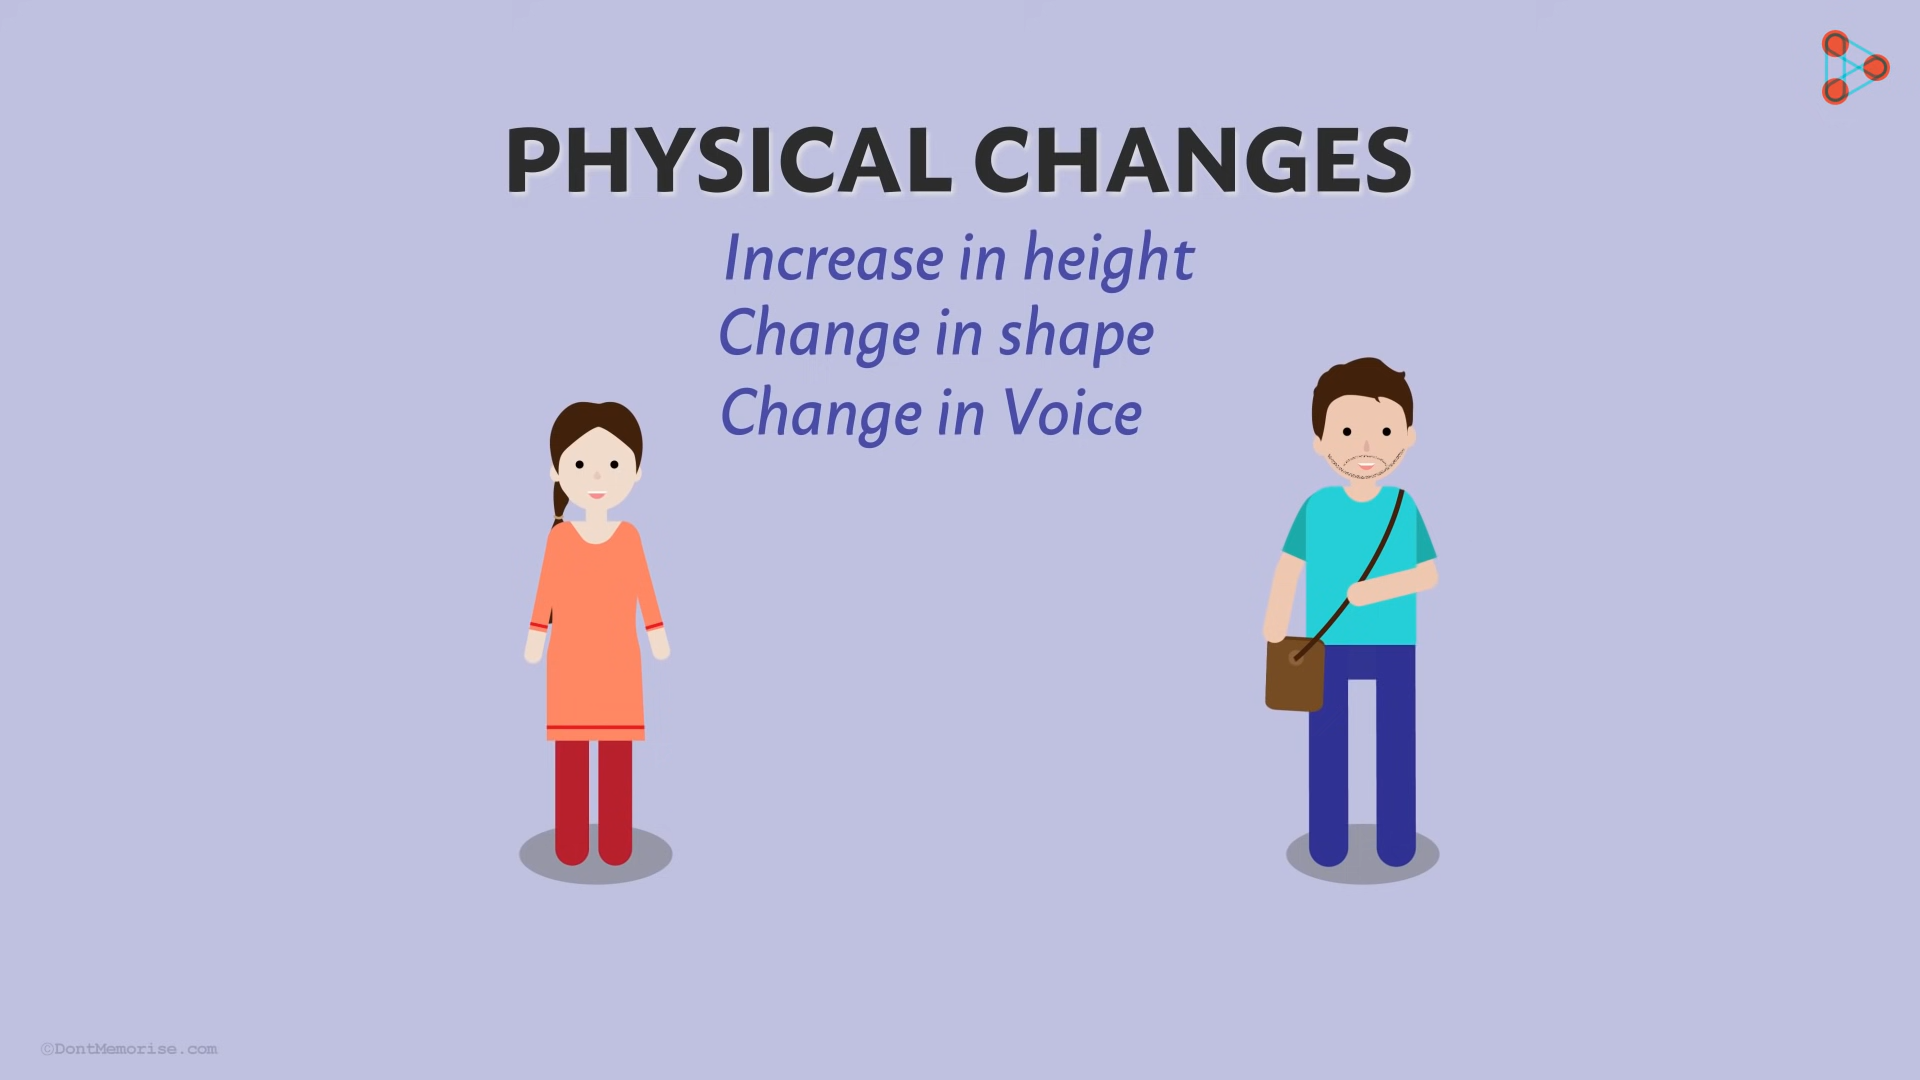 PHYSICAL CHANGES
Increase in height
Change in shape
Change in Voice
©DontMemorise.com